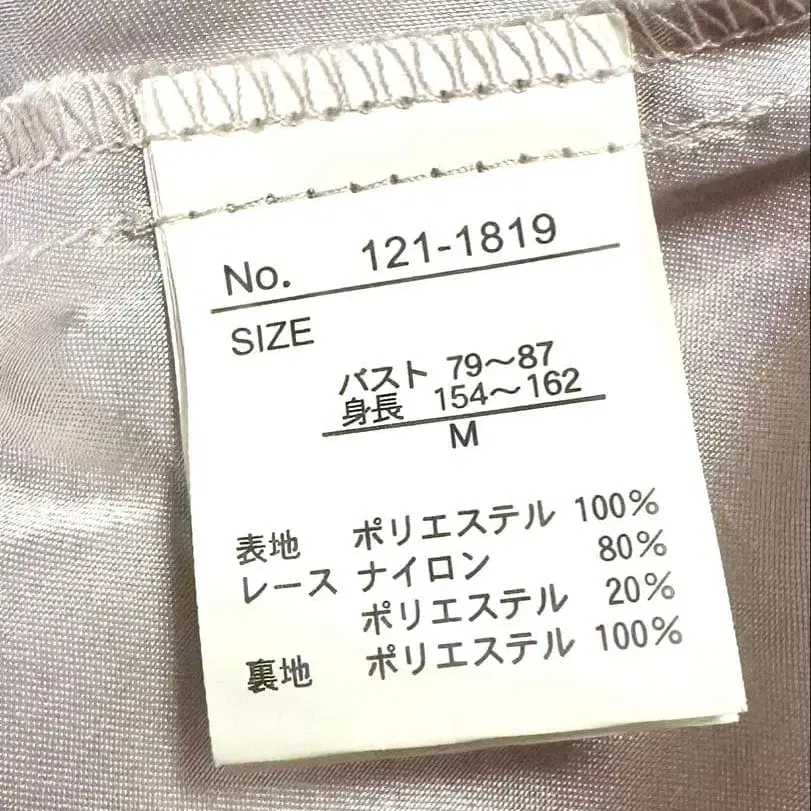 No. 121-1819
SIZE
バスト 79〜87
身長 154〜162
M
表地 ポリエステル 100%
レース ナイロン 80%
ポリエステル 20%
裏地 ポリエステル 100%